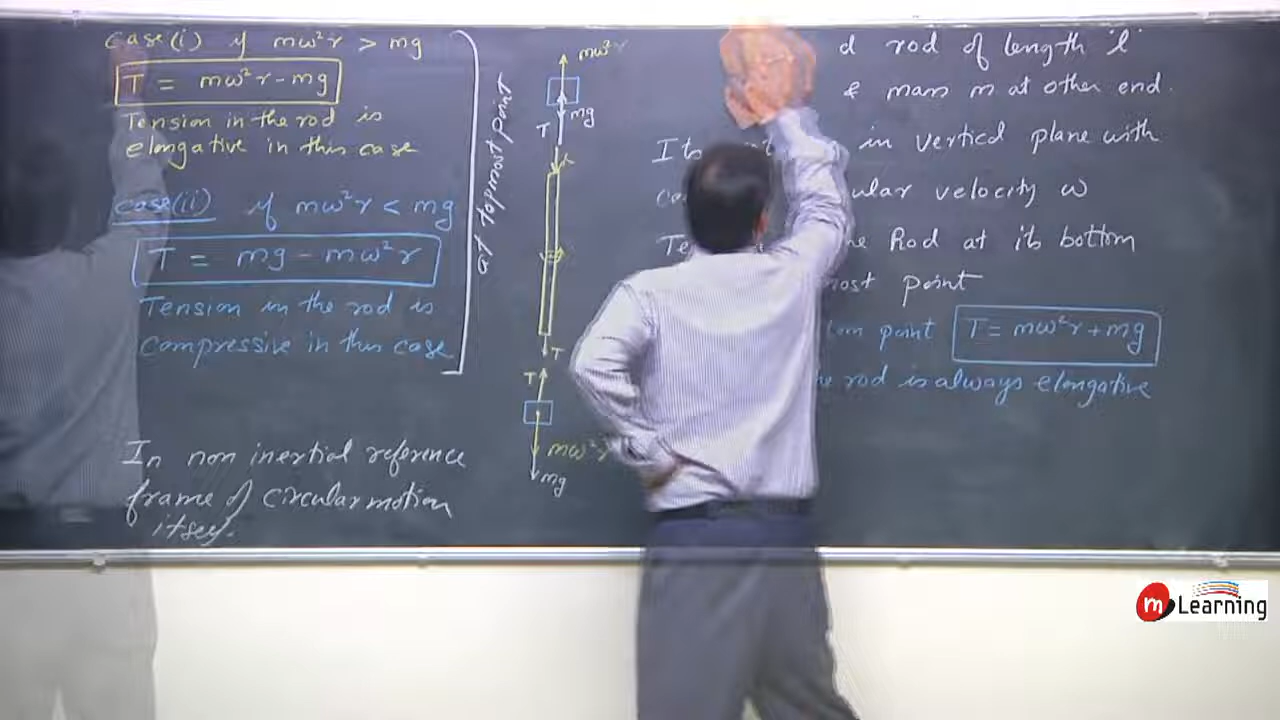 case(i) if mω²r > mg
T = mω²r - mg
Tension in the rod is
elongative in this case
case(ii) if mω²r < mg
T = mg - mω²r
Tension in the rod is
compressive in this case
at topmost point
In non inertial reference
frame of circular motion
itself.
mω²r
mg
T
T
T
mω²r
mg
d rod of length 'l'
& mass m at other end.
in vertical plane with
ular velocity ω
Rod at its bottom
most point
point T = mω²r + mg
rod is always elongative
m Learning